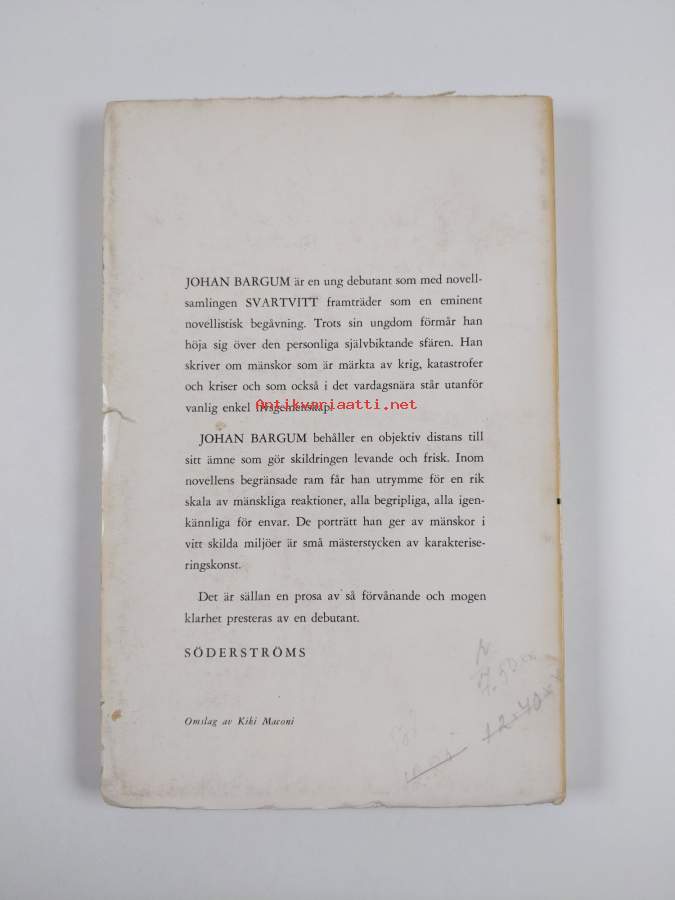 JOHAN BARGUM är en ung debutant som med novell-
samlingen SVARTVITT framträder som en eminent
novellistisk begåvning. Trots sin ungdom förmår han
höja sig över den personliga självbiktande sfären. Han
skriver om mänskor som är märkta av krig, katastrofer
och kriser och som också i det vardagsnära står utanför
vanlig enkel livsgemenskap.
Antikvariaatti.net
JOHAN BARGUM behåller en objektiv distans till
sitt ämne som gör skildringen levande och frisk. Inom
novellens begränsade ram får han utrymme för en rik
skala av mänskliga reaktioner, alla begripliga, alla igen-
kännliga för envar. De porträtt han ger av mänskor i
vitt skilda miljöer är små mästerstycken av karakterise-
ringskonst.
Det är sällan en prosa av så förvånande och mogen
klarhet presteras av en debutant.
SÖDERSTRÖMS
Omslag av Kiki Maconi